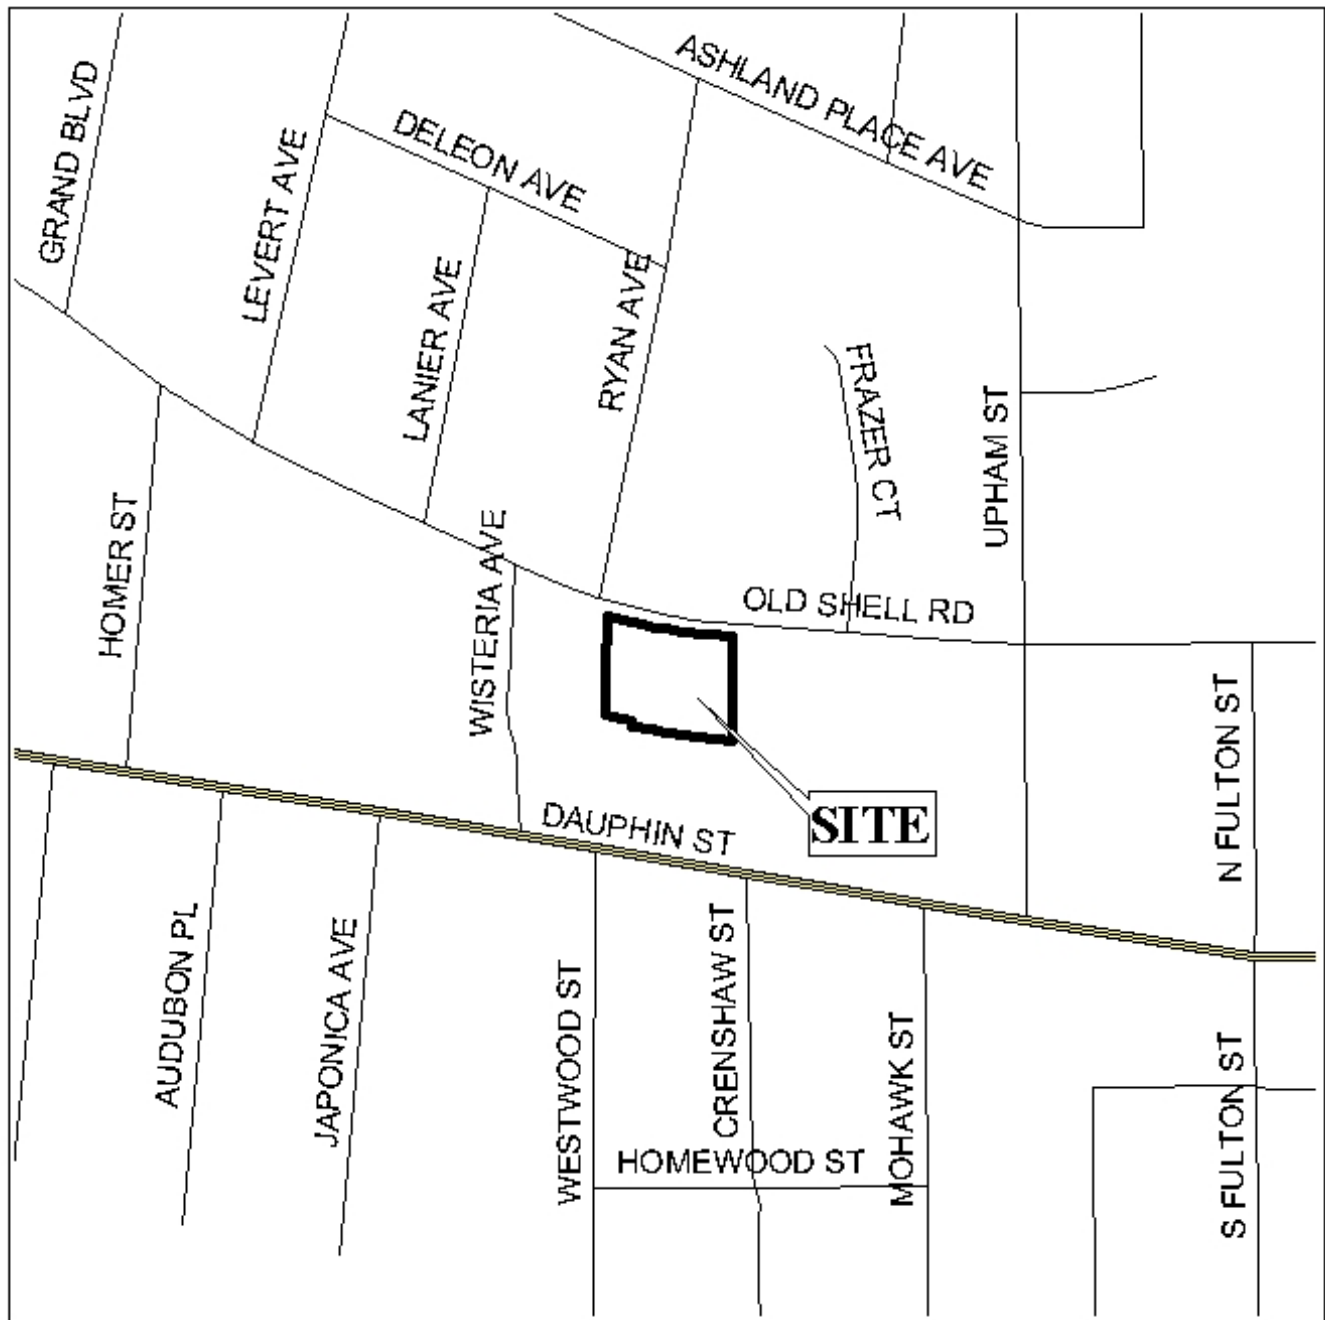 ASHLAND PLACE AVE
GRAND BLVD
DELEON AVE
LEVERT AVE
LANIER AVE
RYAN AVE
FRAZER CT
UPHAM ST
HOMER ST
WISTERIA AVE
OLD SHELL RD
N FULTON ST
DAUPHIN ST
SITE
AUDUBON PL
JAPONICA AVE
WESTWOOD ST
CRENSHAW ST
MOHAWK ST
HOMEWOOD ST
S FULTON ST